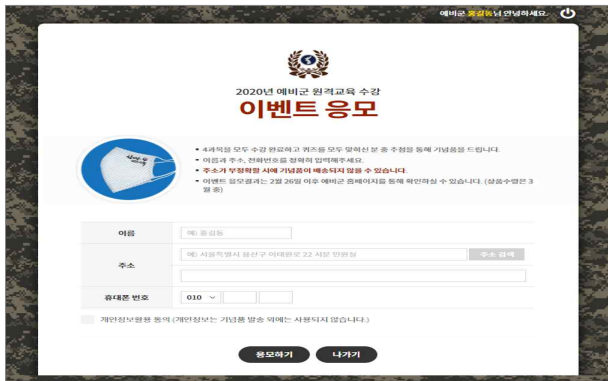 예비군 홍길동님 안녕하세요.
2020년 예비군 원격교육 수강
이벤트 응모
• 4과목을 모두 수강 완료하고 퀴즈를 모두 맞히신 분 중 추첨을 통해 기념품을 드립니다.
• 이름과 주소, 전화번호를 정확히 입력해주세요.
• 주소가 부정확할 시에 기념품이 배송되지 않을 수 있습니다.
• 이벤트 응모결과는 2월 26일 이후 예비군 홈페이지를 통해 확인하실 수 있습니다. (상품수령은 3
월 중)
이름 예) 홍길동
주소 예) 서울특별시 용산구 이태원로 22 서문 민원실 주소 검색
휴대폰 번호 010
개인정보활용 동의 (개인정보는 기념품 발송 외에는 사용되지 않습니다.)
응모하기 나가기